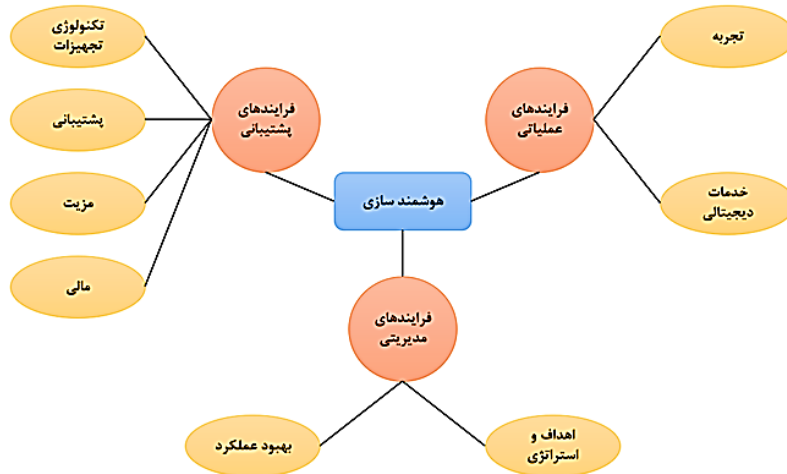 تکنولوژی
تجهیزات
پشتیبانی
مزیت
مالی
فرایندهای
پشتیبانی
هوشمند سازی
فرایندهای
عملیاتی
تجربه
خدمات
دیجیتالی
فرایندهای
مدیریتی
اهداف و
استراتژی
بهبود عملکرد